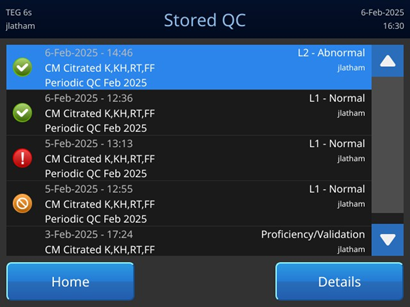 TEG 6s
jlatham
Stored QC
6-Feb-2025
16:30
6-Feb-2025 - 14:46 L2 - Abnormal
CM Citrated K,KH,RT,FF jlatham
Periodic QC Feb 2025
6-Feb-2025 - 12:36 L1 - Normal
CM Citrated K,KH,RT,FF jlatham
Periodic QC Feb 2025
5-Feb-2025 - 13:13 L1 - Normal
CM Citrated K,KH,RT,FF jlatham
Periodic QC Feb 2025
5-Feb-2025 - 12:55 L1 - Normal
CM Citrated K,KH,RT,FF jlatham
Periodic QC Feb 2025
3-Feb-2025 - 17:24 Proficiency/Validation
CM Citrated K,KH,RT,FF jlatham
Home Details